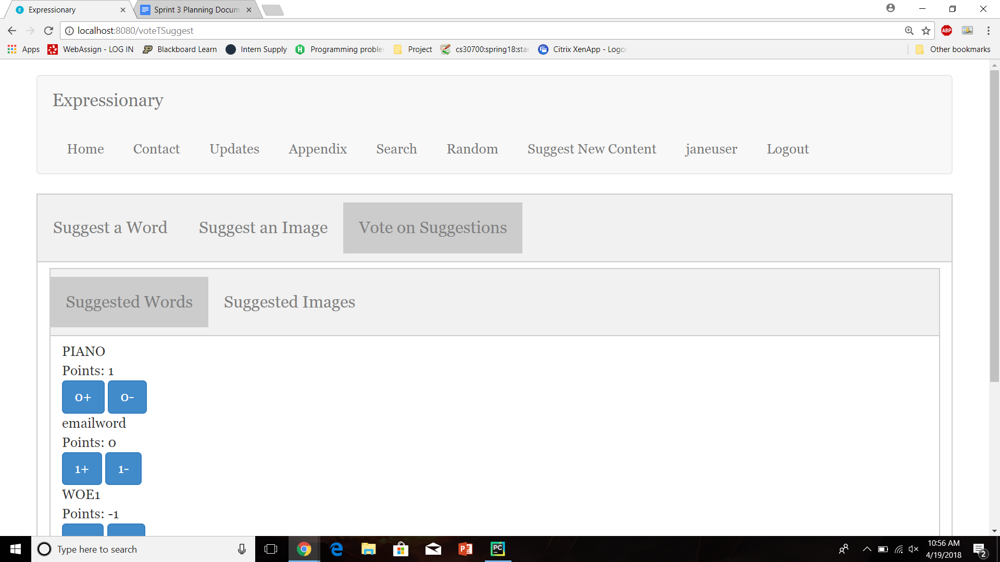 Expressionary
Sprint 3 Planning Docum
localhost:8080/voteTSuggest
ABP
Apps WebAssign - LOG IN Blackboard Learn Intern Supply Programming proble Project cs30700:spring18:sta Citrix XenApp - Logo Other bookmarks
Expressionary
Home Contact Updates Appendix Search Random Suggest New Content janeuser Logout
Suggest a Word Suggest an Image Vote on Suggestions
Suggested Words Suggested Images
PIANO
Points: 1
0+ 0-
emailword
Points: 0
1+ 1-
WOE1
Points: -1
Type here to search
10:56 AM
4/19/2018
2